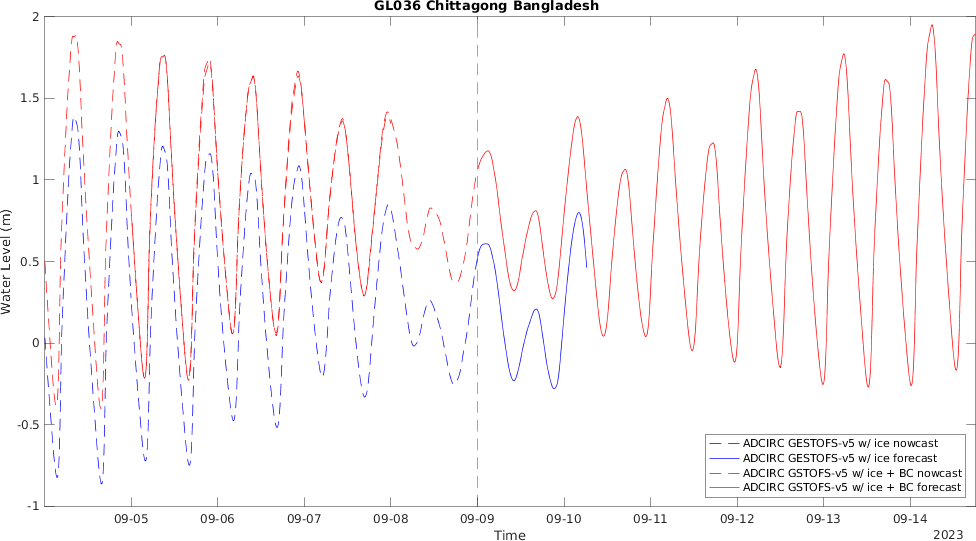 GL036 Chittagong Bangladesh
2
1.5
1
0.5
0
-0.5
-1
Water Level (m)
ADCIRC GESTOFS-v5 w/ ice nowcast
ADCIRC GESTOFS-v5 w/ ice forecast
ADCIRC GSTOFS-v5 w/ ice + BC nowcast
ADCIRC GSTOFS-v5 w/ ice + BC forecast
09-05 09-06 09-07 09-08 09-09 09-10 09-11 09-12 09-13 09-14
Time
2023